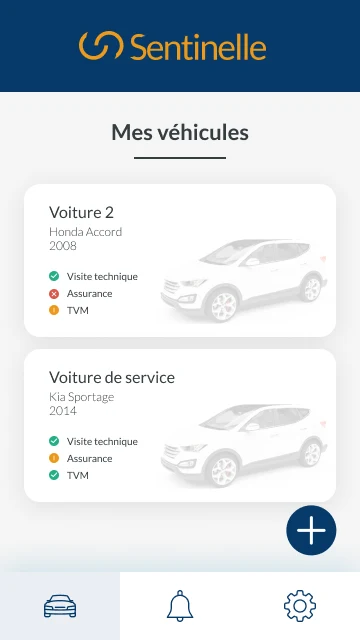 Sentinelle
Mes véhicules
Voiture 2
Honda Accord
2008
Visite technique
Assurance
TVM
Voiture de service
Kia Sportage
2014
Visite technique
Assurance
TVM